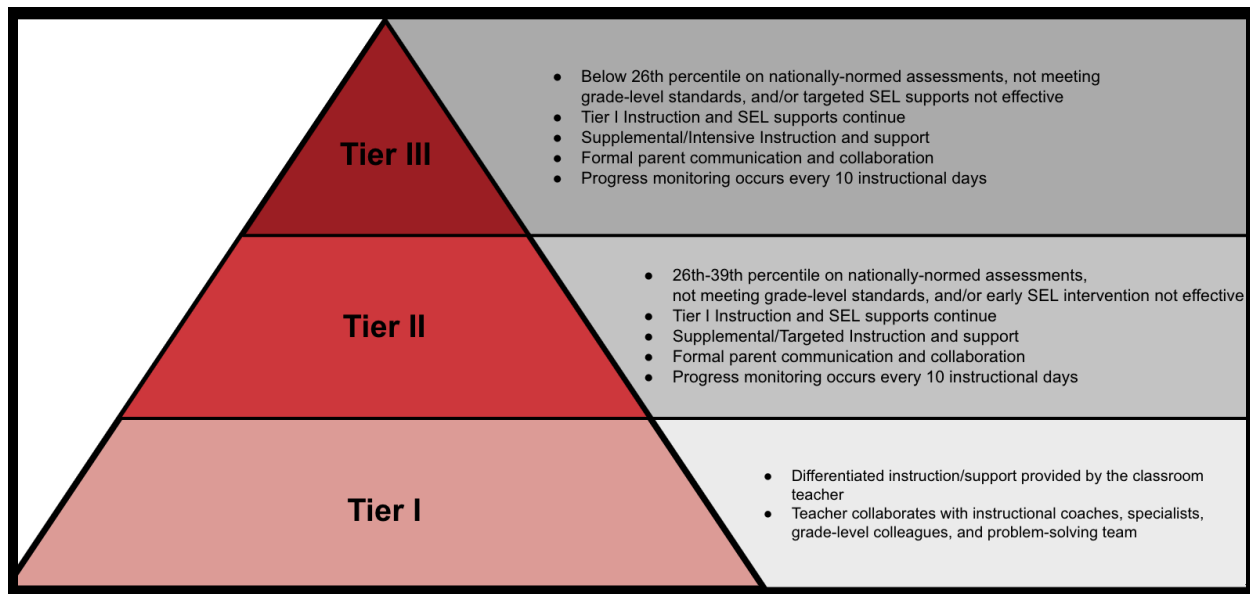 Tier III
● Below 26th percentile on nationally-normed assessments, not meeting
grade-level standards, and/or targeted SEL supports not effective
● Tier I Instruction and SEL supports continue
● Supplemental/Intensive Instruction and support
● Formal parent communication and collaboration
● Progress monitoring occurs every 10 instructional days
Tier II
● 26th-39th percentile on nationally-normed assessments,
not meeting grade-level standards, and/or early SEL intervention not effective
● Tier I Instruction and SEL supports continue
● Supplemental/Targeted Instruction and support
● Formal parent communication and collaboration
● Progress monitoring occurs every 10 instructional days
Tier I
● Differentiated instruction/support provided by the classroom
teacher
● Teacher collaborates with instructional coaches, specialists,
grade-level colleagues, and problem-solving team